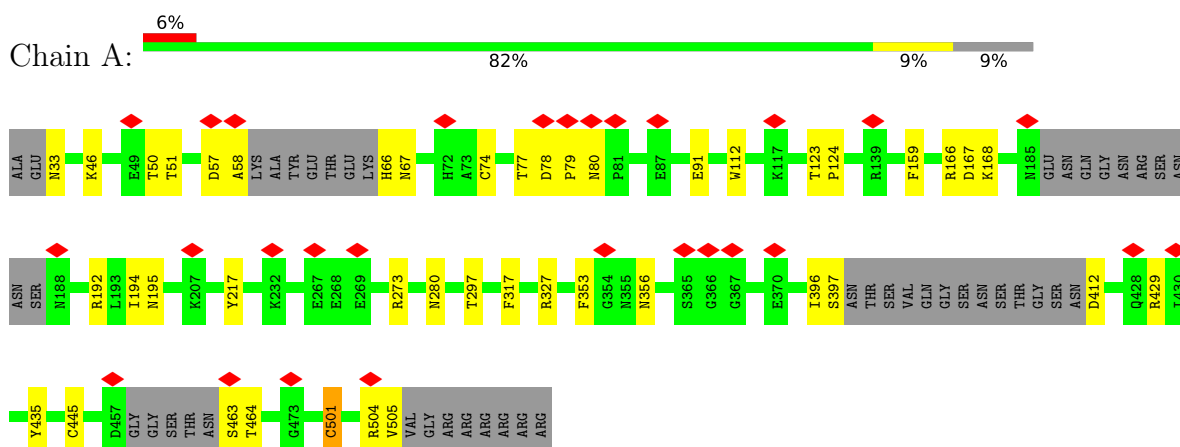 6%
Chain A:
82% 9% 9%
ALA GLU N33 K46 E49 T50 T51 D57 A58 LYS ALA TYR GLU THR GLU LYS H66 N67 H72 A73 C74 T77 D78 P79 N80 P81 E87 E91 W112 K117 T123 P124 R139 F159 R166 D167 K168 N185 GLU ASN GLN GLY ASN ARG SER ASN
ASN SER N188 R192 L193 I194 N195 K207 Y217 K232 E267 E268 E269 R273 N280 T297 F317 R327 F353 G354 N355 N356 S365 G366 G367 E370 I396 S397 ASN THR SER VAL GLN GLY SER ASN SER THR GLY SER ASN D412 Q428 R429 I430
Y435 C445 D457 GLY GLY SER THR ASN S463 T464 G473 C501 R504 V505 VAL GLY ARG ARG ARG ARG ARG ARG